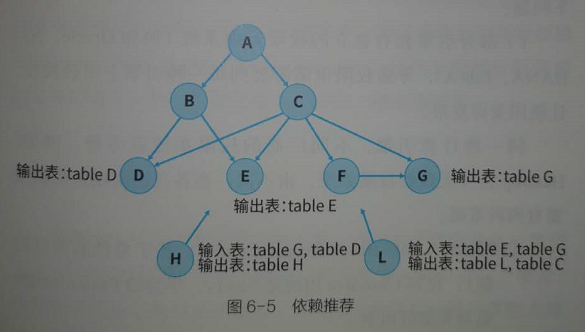 A
B
C
输出表:table D
D
E
F
G
输出表:table G
输出表:table E
H
输入表:table G, table D
输出表:table H
L
输入表:table E, table G
输出表:table L, table C
图 6-5 依赖推荐